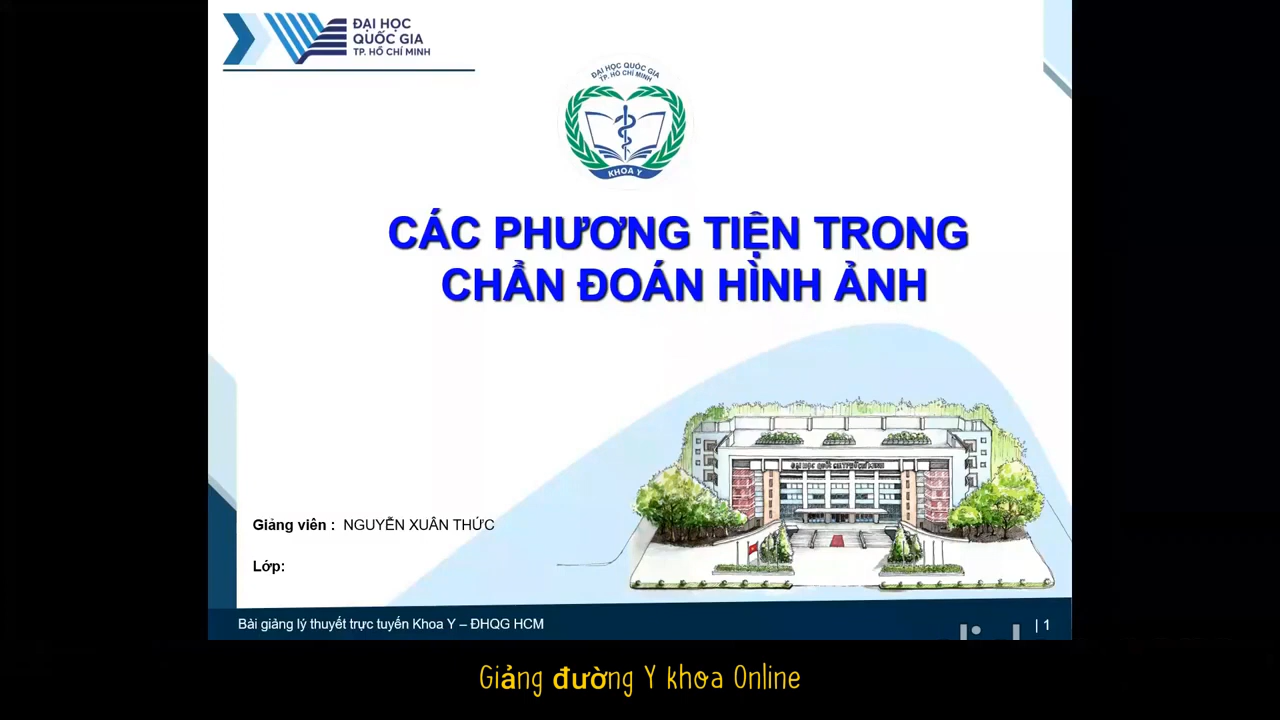 ĐẠI HỌC
QUỐC GIA
TP. HỒ CHÍ MINH
ĐẠI HỌC QUỐC GIA
TP. HỒ CHÍ MINH
KHOA Y
CÁC PHƯƠNG TIỆN TRONG
CHẨN ĐOÁN HÌNH ẢNH
Giảng viên : NGUYỄN XUÂN THỨC
Lớp:
Bài giảng lý thuyết trực tuyến Khoa Y – ĐHQG HCM
| 1
Giảng đường Y khoa Online